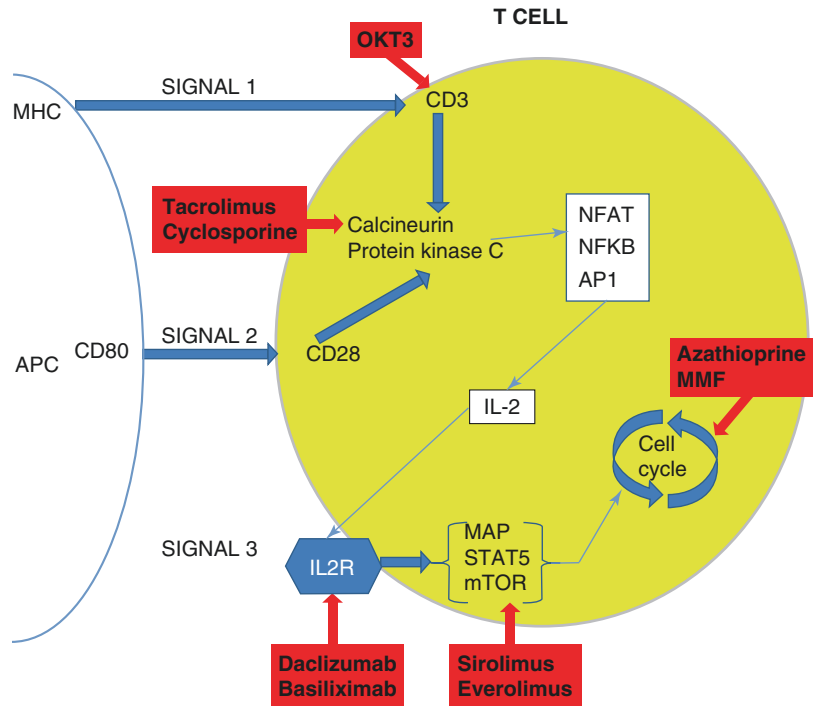 T CELL
OKT3
SIGNAL 1
MHC
CD3
Tacrolimus
Cyclosporine
Calcineurin
Protein kinase C
NFAT
NFKB
AP1
SIGNAL 2
CD80
APC
CD28
Azathioprine
MMF
IL-2
Cell
cycle
SIGNAL 3
IL2R
MAP
STAT5
mTOR
Daclizumab
Basiliximab
Sirolimus
Everolimus